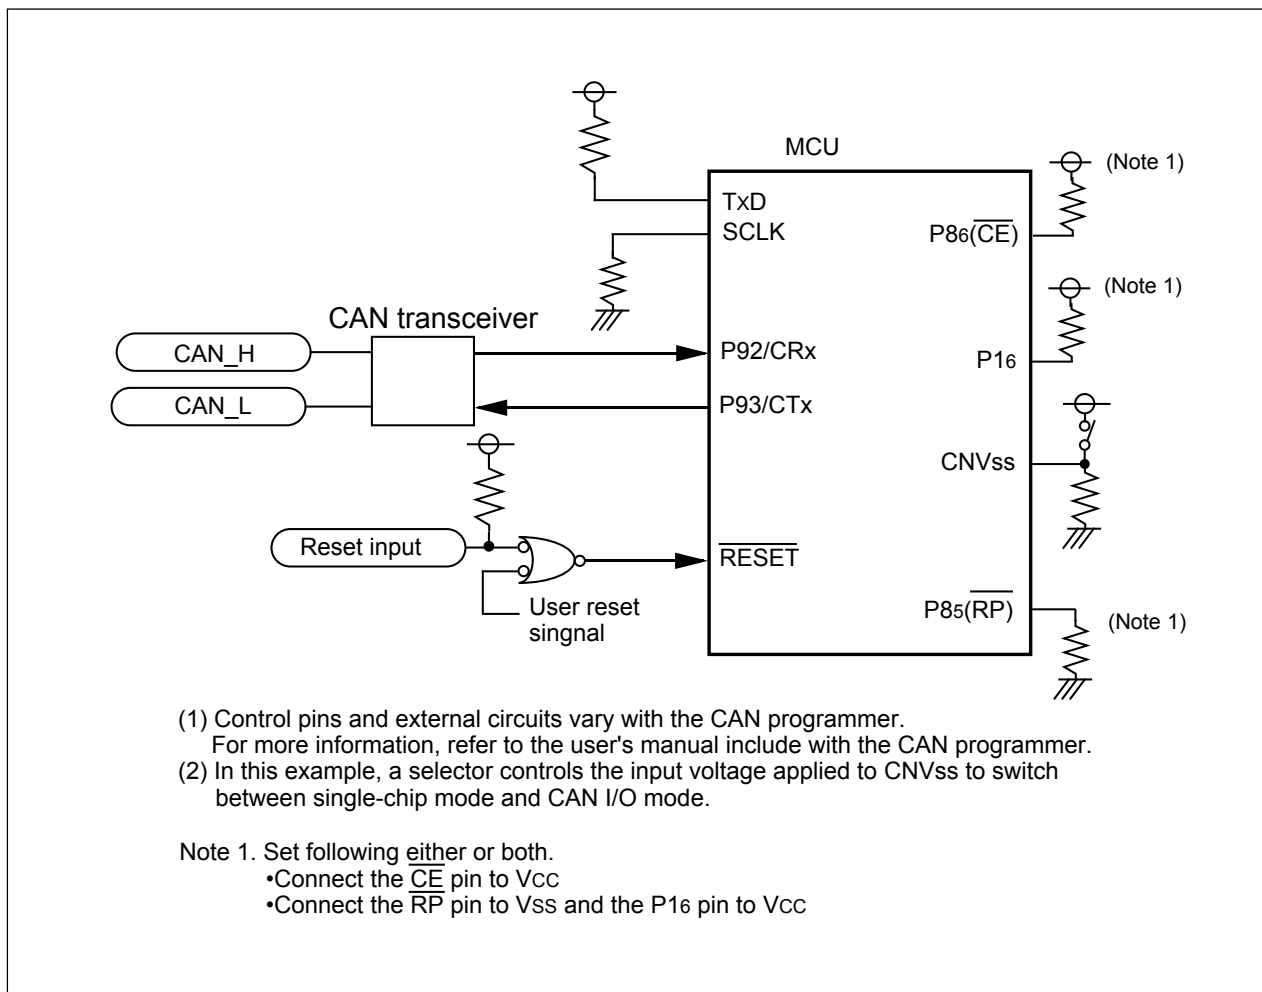 MCU
(Note 1)
TxD
SCLK
P86(CE)
(Note 1)
CAN transceiver
CAN_H
P92/CRx
P16
CAN_L
P93/CTx
CNVss
Reset input
RESET
User reset
singnal
P85(RP)
(Note 1)
(1) Control pins and external circuits vary with the CAN programmer.
For more information, refer to the user's manual include with the CAN programmer.
(2) In this example, a selector controls the input voltage applied to CNVss to switch
between single-chip mode and CAN I/O mode.
Note 1. Set following either or both.
•Connect the CE pin to VCC
•Connect the RP pin to VSS and the P16 pin to VCC